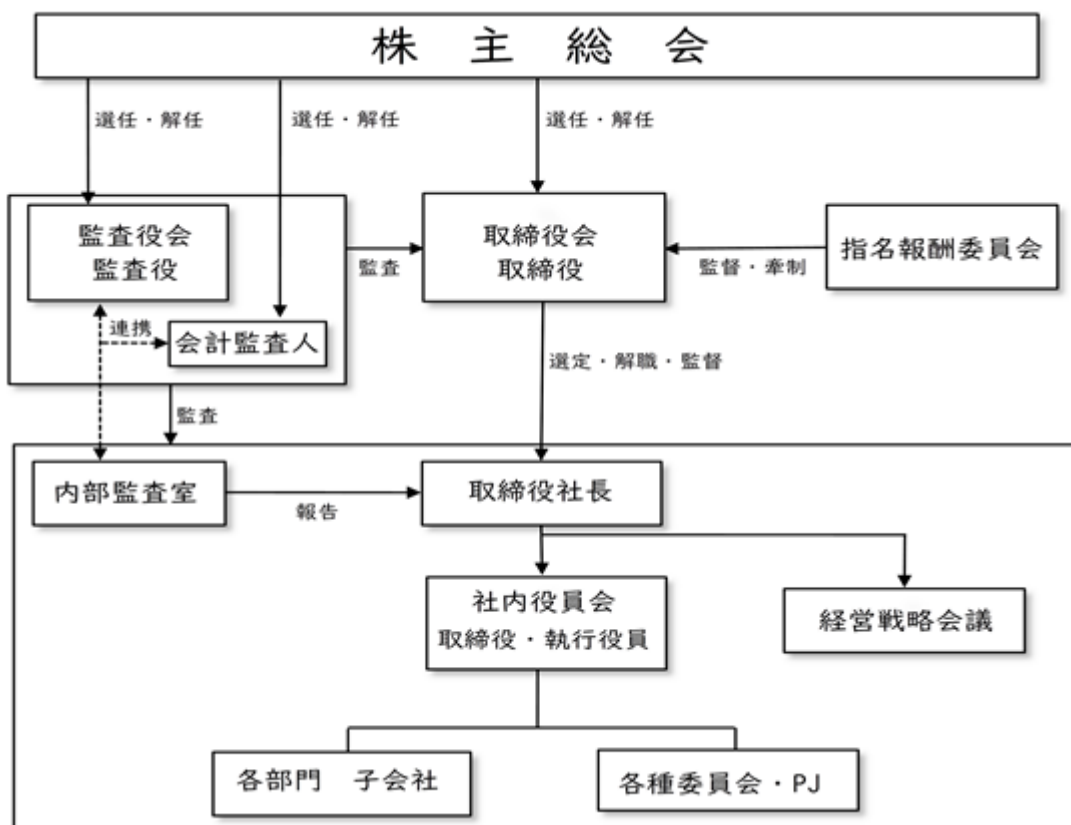 株主総会
選任・解任
選任・解任
選任・解任
監査役会
監査役
取締役会
取締役
指名報酬委員会
監査
監督・牽制
連携
会計監査人
選定・解職・監督
監査
内部監査室
取締役社長
報告
社内役員会
取締役・執行役員
経営戦略会議
各部門　子会社
各種委員会・PJ